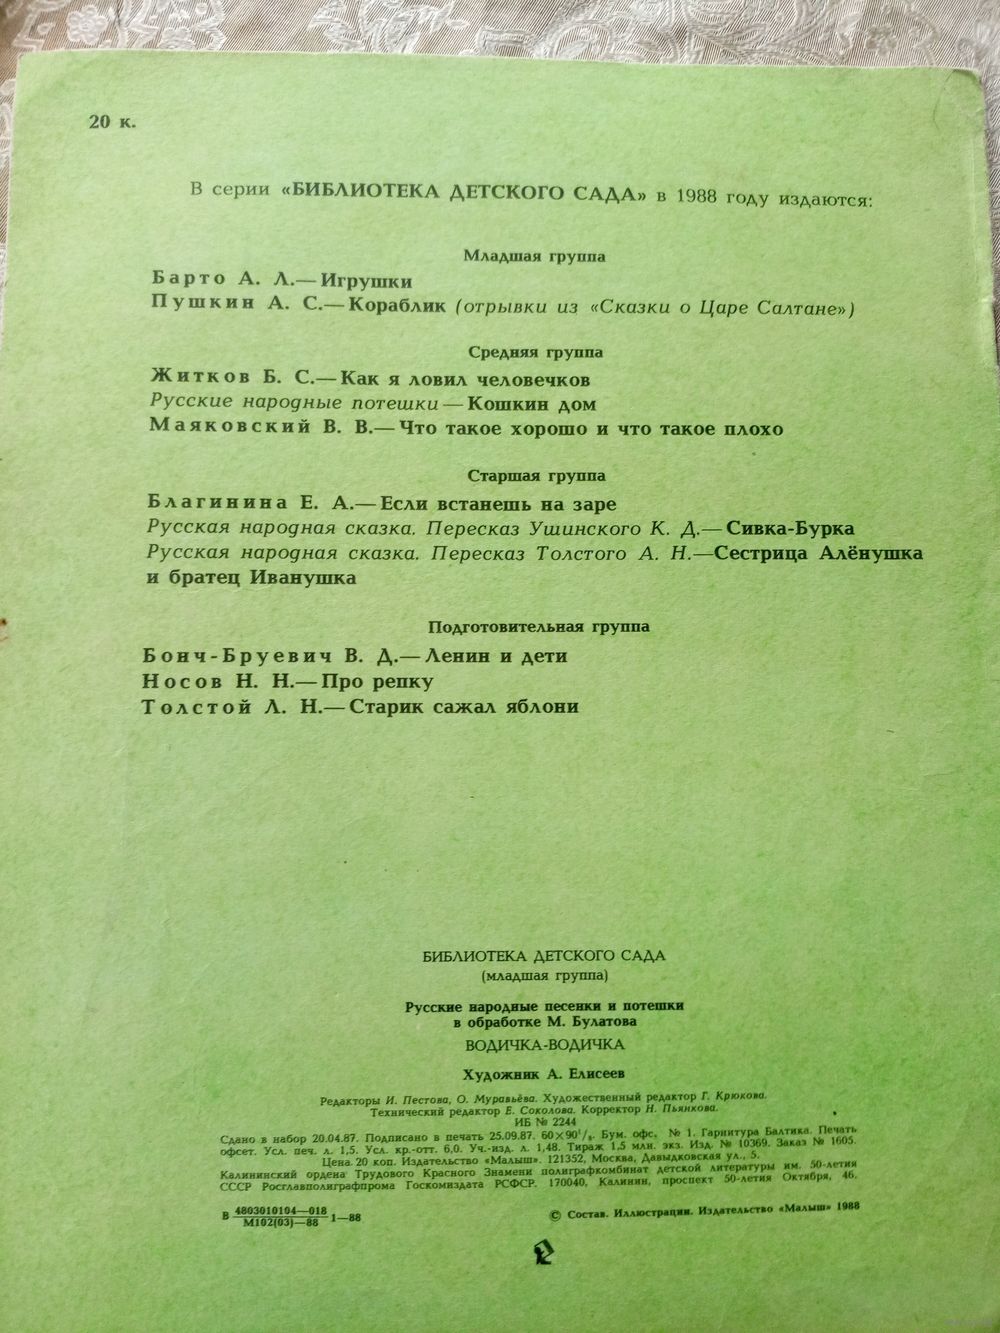 20 к.
В серии «БИБЛИОТЕКА ДЕТСКОГО САДА» в 1988 году издаются:
Младшая группа
Барто А. Л.—Игрушки
Пушкин А. С.—Кораблик (отрывки из «Сказки о Царе Салтане»)
Средняя группа
Житков Б. С.—Как я ловил человечков
Русские народные потешки—Кошкин дом
Маяковский В. В.—Что такое хорошо и что такое плохо
Старшая группа
Благинина Е. А.—Если встанешь на заре
Русская народная сказка. Пересказ Ушинского К. Д.—Сивка-Бурка
Русская народная сказка. Пересказ Толстого А. Н.—Сестрица Алёнушка
и братец Иванушка
Подготовительная группа
Бонч-Бруевич В. Д.—Ленин и дети
Носов Н. Н.—Про репку
Толстой Л. Н.—Старик сажал яблони
БИБЛИОТЕКА ДЕТСКОГО САДА
(младшая группа)
Русские народные песенки и потешки
в обработке М. Булатова
ВОДИЧКА-ВОДИЧКА
Художник А. Елисеев
Редакторы И. Пестова, О. Муравьёва. Художественный редактор Г. Крюкова.
Технический редактор Е. Соколова. Корректор Н. Пьянкова.
ИБ № 2244
Сдано в набор 20.04.87. Подписано в печать 25.09.87. 60×90¹/₈. Бум. офс. № 1. Гарнитура Балтика. Печать
офсет. Усл. печ. л. 1,5. Усл. кр.-отт. 6,0. Уч.-изд. л. 1,48. Тираж 1,5 млн. экз. Изд. № 10369. Заказ № 1605.
Цена 20 коп. Издательство «Малыш». 121352, Москва, Давыдковская ул., 5.
Калининский ордена Трудового Красного Знамени полиграфкомбинат детской литературы им. 50-летия
СССР Росглавполиграфпрома Госкомиздата РСФСР. 170040, Калинин, проспект 50-летия Октября, 46.
В 4803010104—018
М102(03)—88 1—88
© Состав. Иллюстрации. Издательство «Малыш» 1988